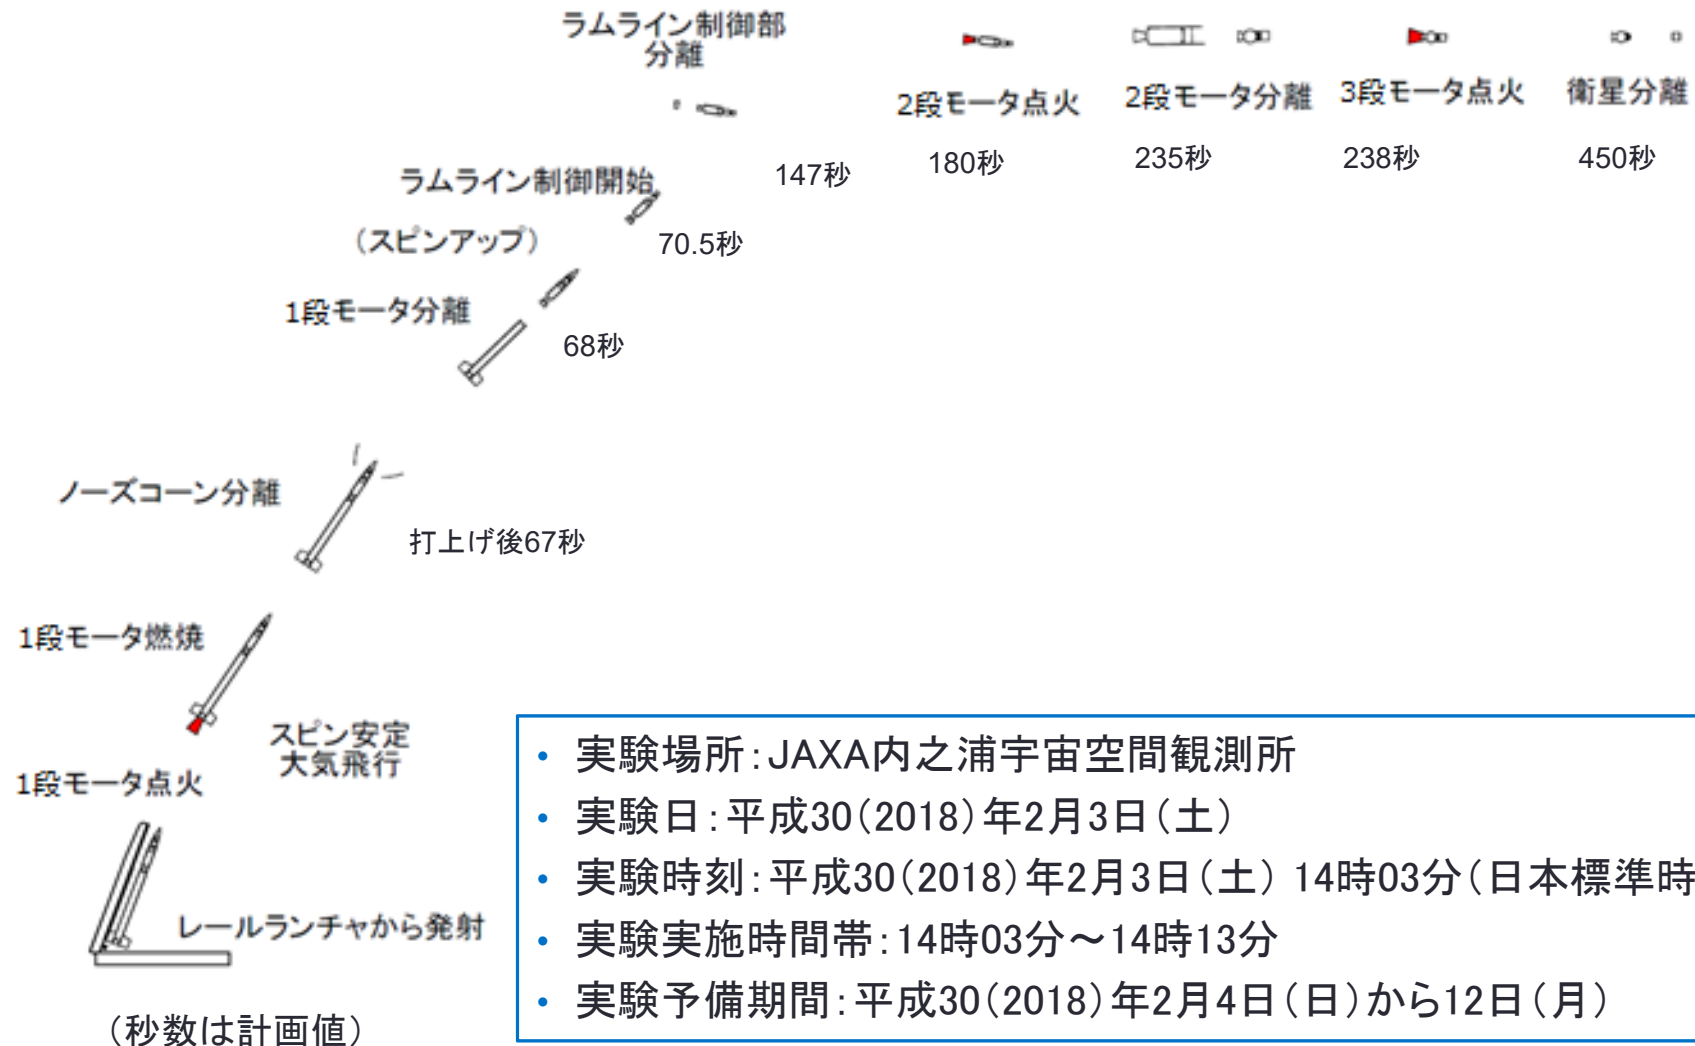 ラムライン制御部
分離
2段モータ点火
2段モータ分離
3段モータ点火
衛星分離
147秒
180秒
235秒
238秒
450秒
ラムライン制御開始
(スピンアップ)
70.5秒
1段モータ分離
68秒
ノーズコーン分離
打上げ後67秒
1段モータ燃焼
スピン安定
大気飛行
1段モータ点火
レールランチャから発射
(秒数は計画値)
• 実験場所:JAXA内之浦宇宙空間観測所
• 実験日:平成30(2018)年2月3日(土)
• 実験時刻:平成30(2018)年2月3日(土) 14時03分(日本標準時
• 実験実施時間帯:14時03分～14時13分
• 実験予備期間:平成30(2018)年2月4日(日)から12日(月)